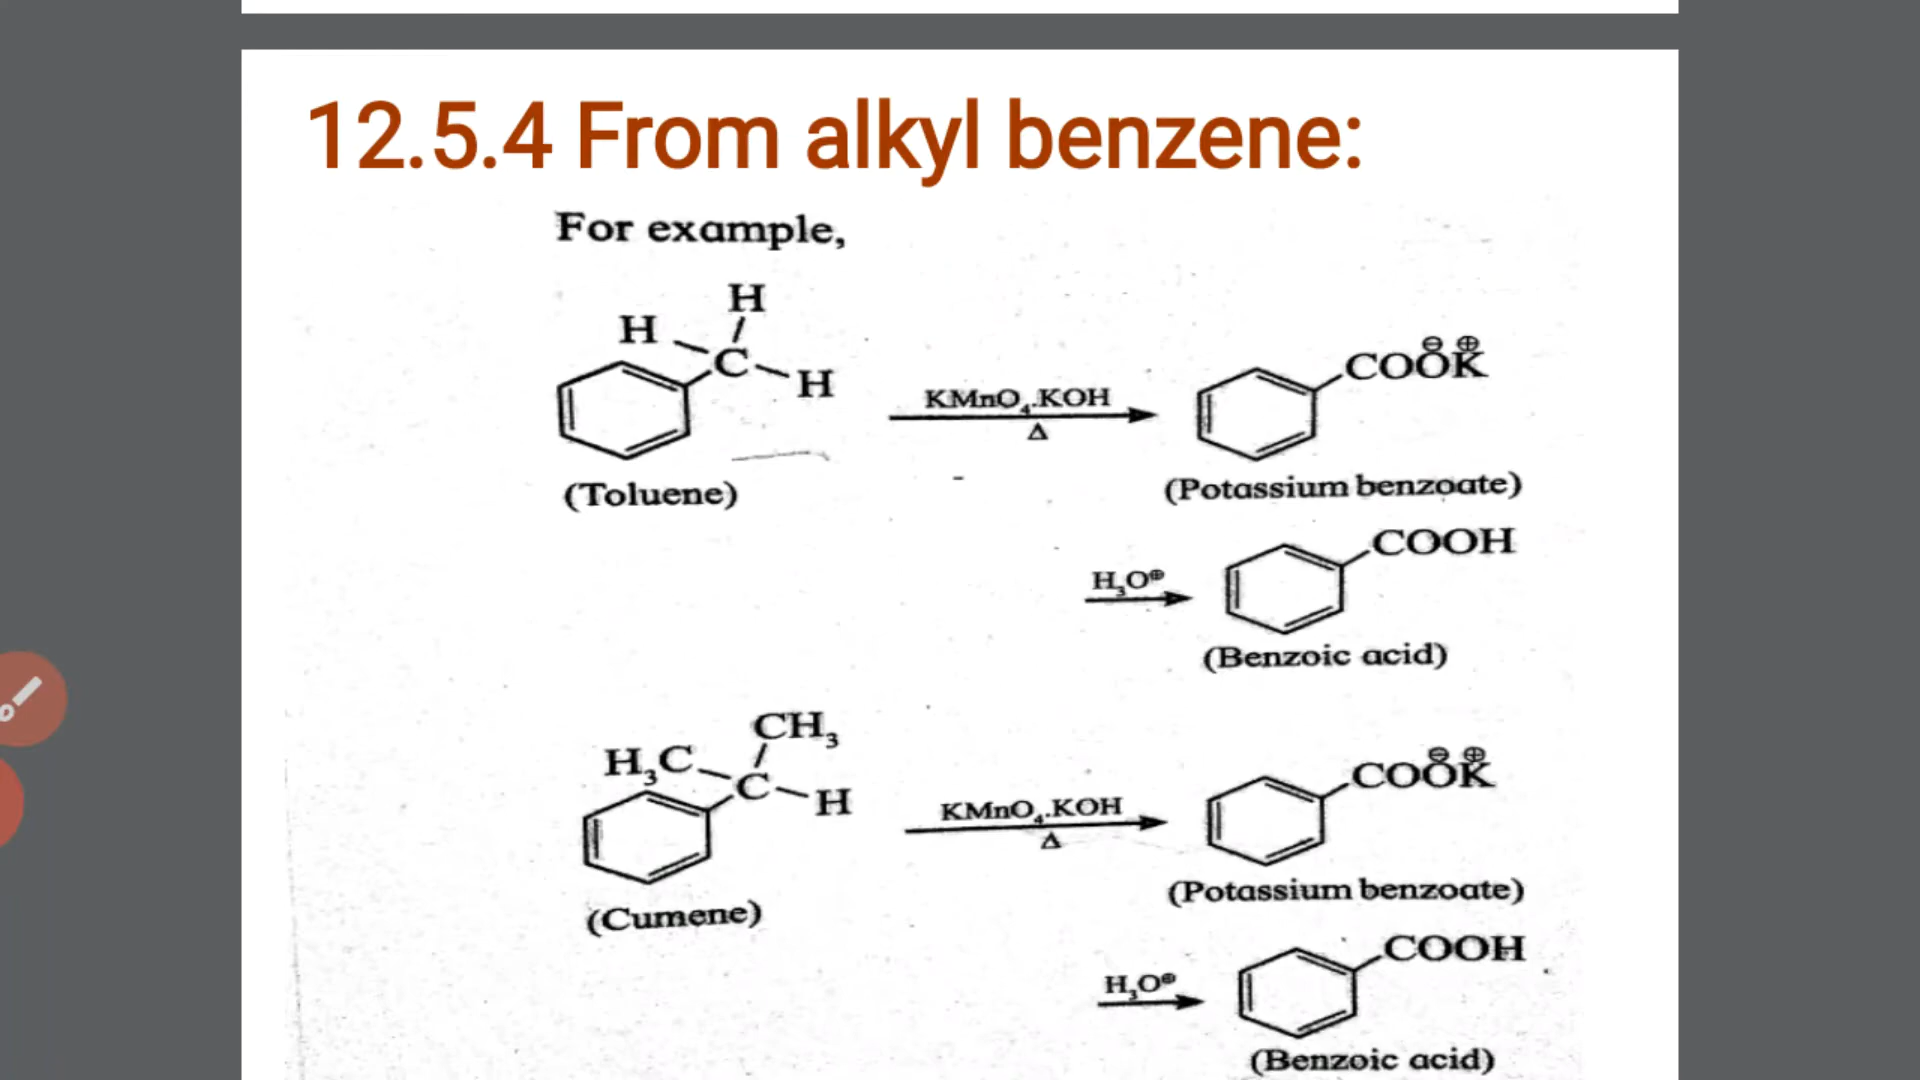 12.5.4 From alkyl benzene:
For example,
H
H
C
H
KMnO₄.KOH
Δ
COO⊖K⊕
(Toluene)
(Potassium benzoate)
H₃O⊕
COOH
(Benzoic acid)
CH₃
H₃C
C
H
KMnO₄.KOH
Δ
COO⊖K⊕
(Cumene)
(Potassium benzoate)
H₃O⊕
COOH
(Benzoic acid)